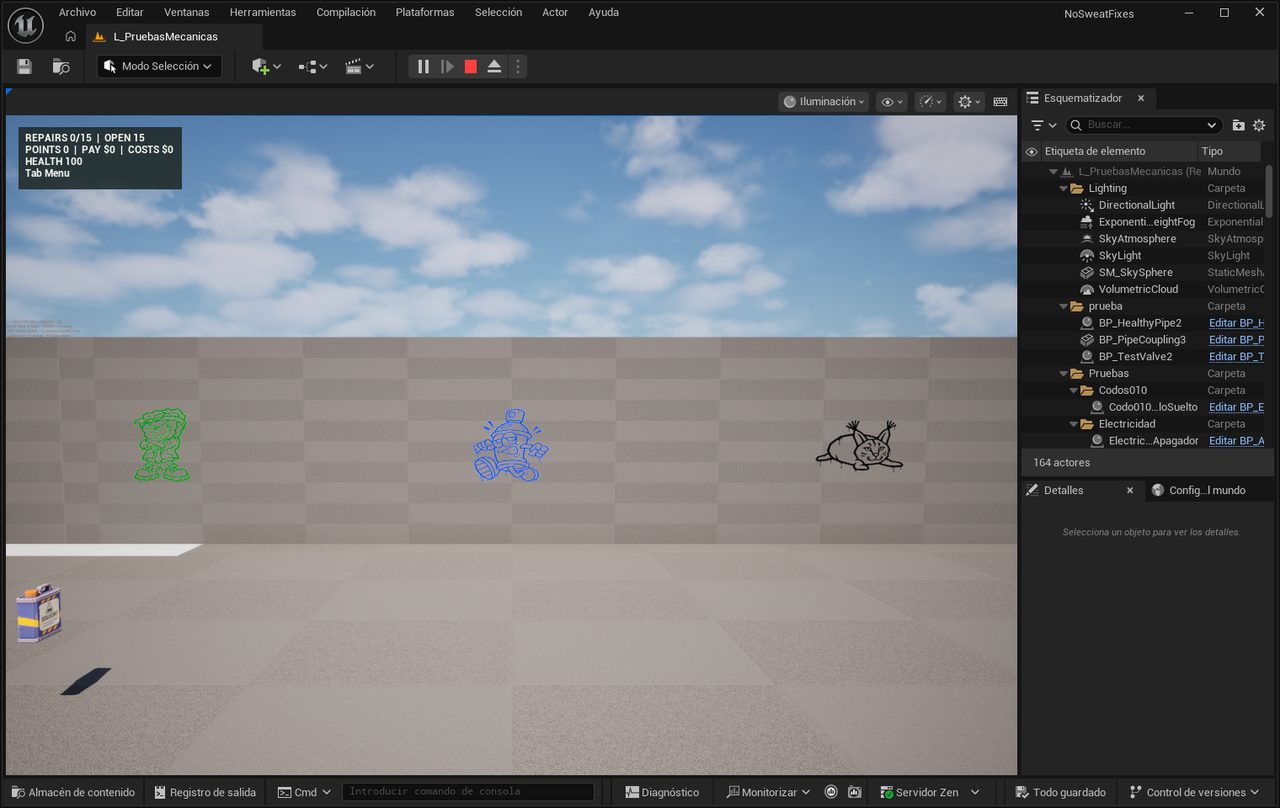 Archivo Editar Ventanas Herramientas Compilación Plataformas Selección Actor Ayuda
NoSweatFixes
L_PruebasMecanicas
Modo Selección
Iluminación
REPAIRS 0/15 | OPEN 15
POINTS 0 | PAY $0 | COSTS $0
HEALTH 100
Tab Menu
Esquematizador
Buscar...
Etiqueta de elemento Tipo
L_PruebasMecanicas (Re Mundo
Lighting Carpeta
DirectionalLight DirectionalL
Exponenti...eightFog Exponential
SkyAtmosphere SkyAtmosp
SkyLight SkyLight
SM_SkySphere StaticMesh
VolumetricCloud VolumetricC
prueba Carpeta
BP_HealthyPipe2 Editar BP_H
BP_PipeCoupling3 Editar BP_P
BP_TestValve2 Editar BP_T
Pruebas Carpeta
Codos010 Carpeta
Codo010...loSuelto Editar BP_E
Electricidad Carpeta
Electric...Apagador Editar BP_A
164 actores
Detalles Config...l mundo
Selecciona un objeto para ver los detalles.
Almacén de contenido Registro de salida Cmd Introducir comando de consola Diagnóstico Monitorizar Servidor Zen Todo guardado Control de versiones